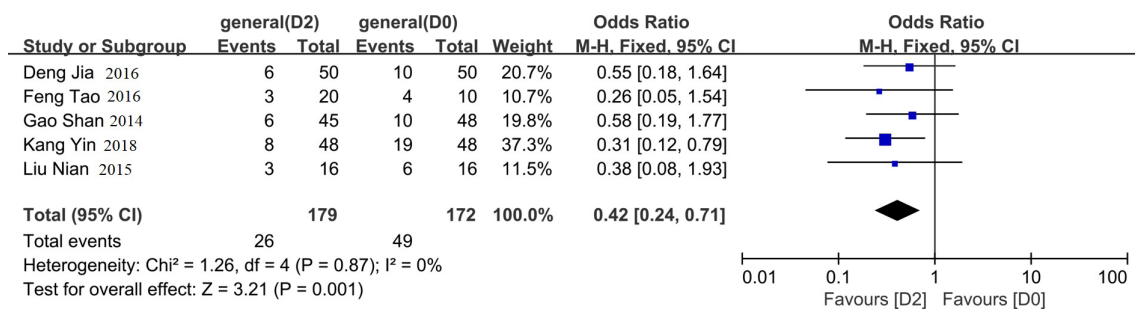 general(D2) general(D0) Odds Ratio Odds Ratio
Study or Subgroup Events Total Events Total Weight M-H, Fixed, 95% CI M-H, Fixed, 95% CI
Deng Jia 2016 6 50 10 50 20.7% 0.55 [0.18, 1.64]
Feng Tao 2016 3 20 4 10 10.7% 0.26 [0.05, 1.54]
Gao Shan 2014 6 45 10 48 19.8% 0.58 [0.19, 1.77]
Kang Yin 2018 8 48 19 48 37.3% 0.31 [0.12, 0.79]
Liu Nian 2015 3 16 6 16 11.5% 0.38 [0.08, 1.93]
Total (95% CI) 179 172 100.0% 0.42 [0.24, 0.71]
Total events 26 49
Heterogeneity: Chi² = 1.26, df = 4 (P = 0.87); I² = 0%
Test for overall effect: Z = 3.21 (P = 0.001)
0.01 0.1 1 10 100
Favours [D2] Favours [D0]